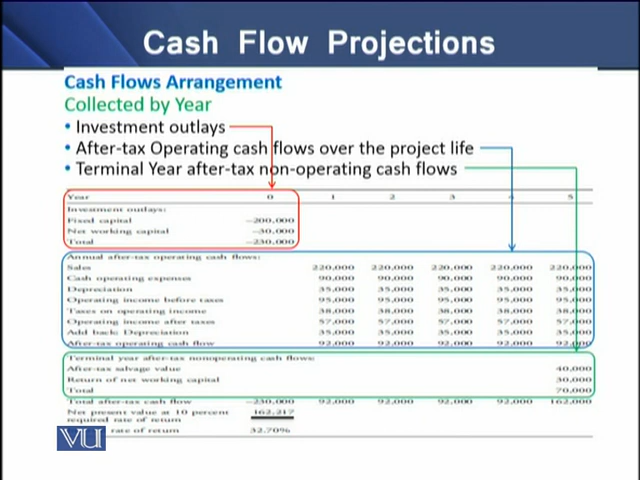 Cash Flow Projections
Cash Flows Arrangement
Collected by Year
• Investment outlays
• After-tax Operating cash flows over the project life
• Terminal Year after-tax non-operating cash flows
Year 0 1 2 3 4 5
Investment outlays:
Fixed capital −200,000
Net working capital −30,000
Total −230,000
Annual after-tax operating cash flows:
Sales 220,000 220,000 220,000 220,000 220,000
Cash operating expenses 90,000 90,000 90,000 90,000 90,000
Depreciation 35,000 35,000 35,000 35,000 35,000
Operating income before taxes 95,000 95,000 95,000 95,000 95,000
Taxes on operating income 38,000 38,000 38,000 38,000 38,000
Operating income after taxes 57,000 57,000 57,000 57,000 57,000
Add back: Depreciation 35,000 35,000 35,000 35,000 35,000
After-tax operating cash flow 92,000 92,000 92,000 92,000 92,000
Terminal year after-tax nonoperating cash flows:
After-tax salvage value 40,000
Return of net working capital 30,000
Total 70,000
Total after-tax cash flow −230,000 92,000 92,000 92,000 92,000 162,000
Net present value at 10 percent 162,217
required rate of return
VU rate of return 32.70%